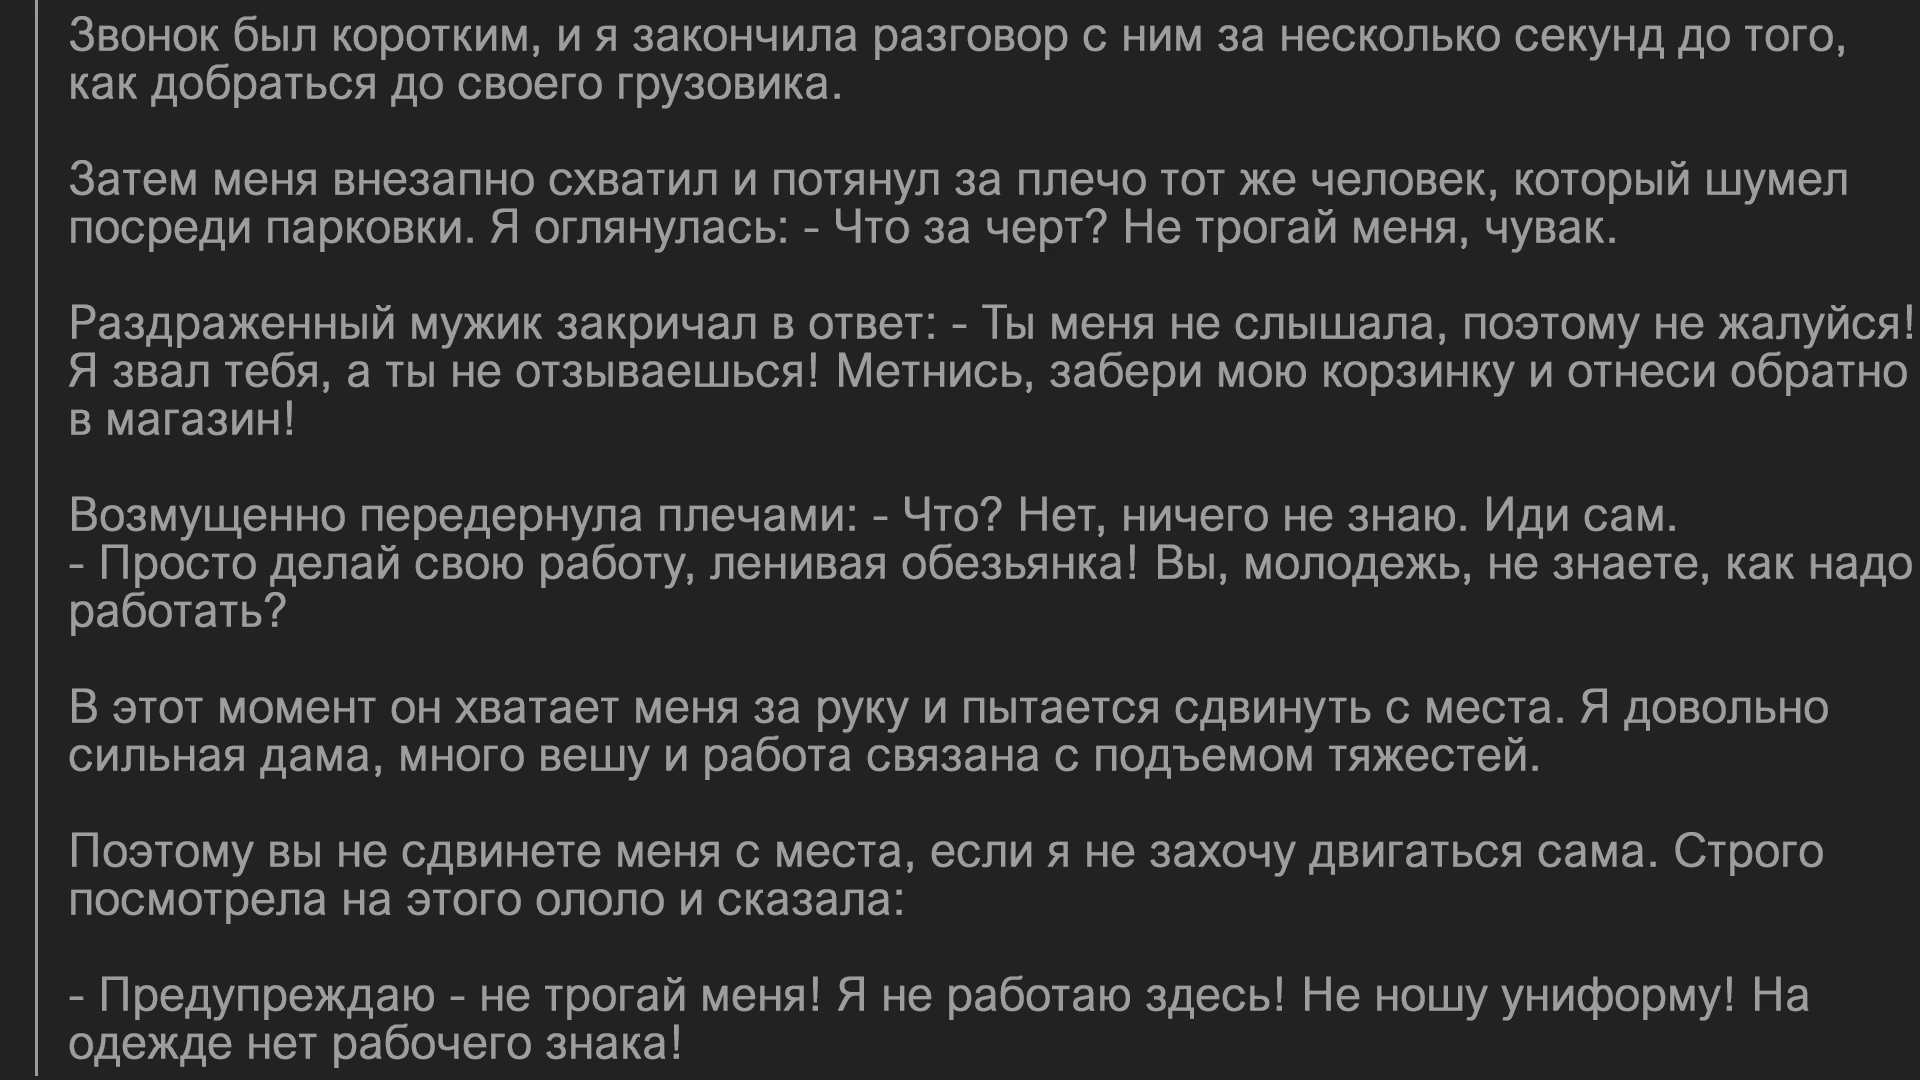 Звонок был коротким, и я закончила разговор с ним за несколько секунд до того,
как добраться до своего грузовика.
Затем меня внезапно схватил и потянул за плечо тот же человек, который шумел
посреди парковки. Я оглянулась: - Что за черт? Не трогай меня, чувак.
Раздраженный мужик закричал в ответ: - Ты меня не слышала, поэтому не жалуйся!
Я звал тебя, а ты не отзываешься! Метнись, забери мою корзинку и отнеси обратно
в магазин!
Возмущенно передернула плечами: - Что? Нет, ничего не знаю. Иди сам.
- Просто делай свою работу, ленивая обезьянка! Вы, молодежь, не знаете, как надо
работать?
В этот момент он хватает меня за руку и пытается сдвинуть с места. Я довольно
сильная дама, много вешу и работа связана с подъемом тяжестей.
Поэтому вы не сдвинете меня с места, если я не захочу двигаться сама. Строго
посмотрела на этого ололо и сказала:
- Предупреждаю - не трогай меня! Я не работаю здесь! Не ношу униформу! На
одежде нет рабочего знака!